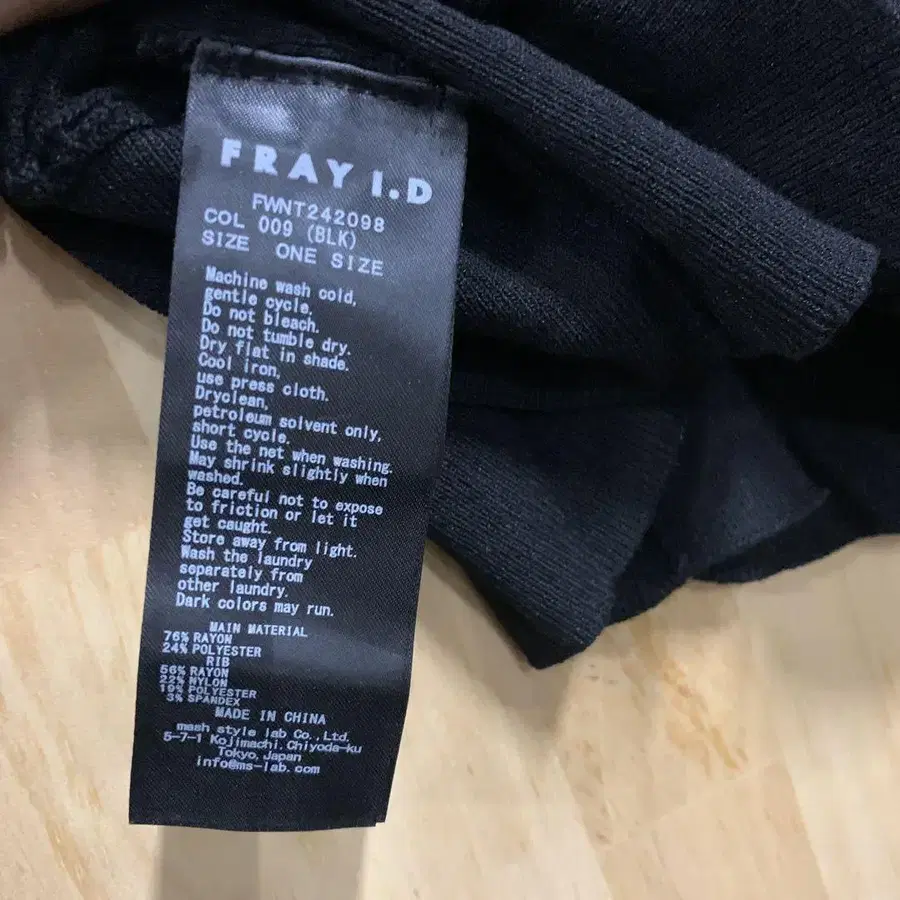 FRAY I.D
FWNT242098
COL 009 (BLK)
SIZE ONE SIZE
Machine wash cold,
gentle cycle.
Do not bleach.
Do not tumble dry.
Dry flat in shade.
Cool iron,
use press cloth.
Dryclean,
petroleum solvent only,
short cycle.
Use the net when washing.
May shrink slightly when
washed.
Be careful not to expose
to friction or let it
get caught.
Store away from light.
Wash the laundry
separately from
other laundry.
Dark colors may run.
MAIN MATERIAL
76% RAYON
24% POLYESTER
RIB
56% RAYON
22% NYLON
19% POLYESTER
3% SPANDEX
MADE IN CHINA
mash style lab Co., Ltd.
5-7-1 Kojimachi, Chiyoda-ku
Tokyo, Japan
info@ms-lab.com